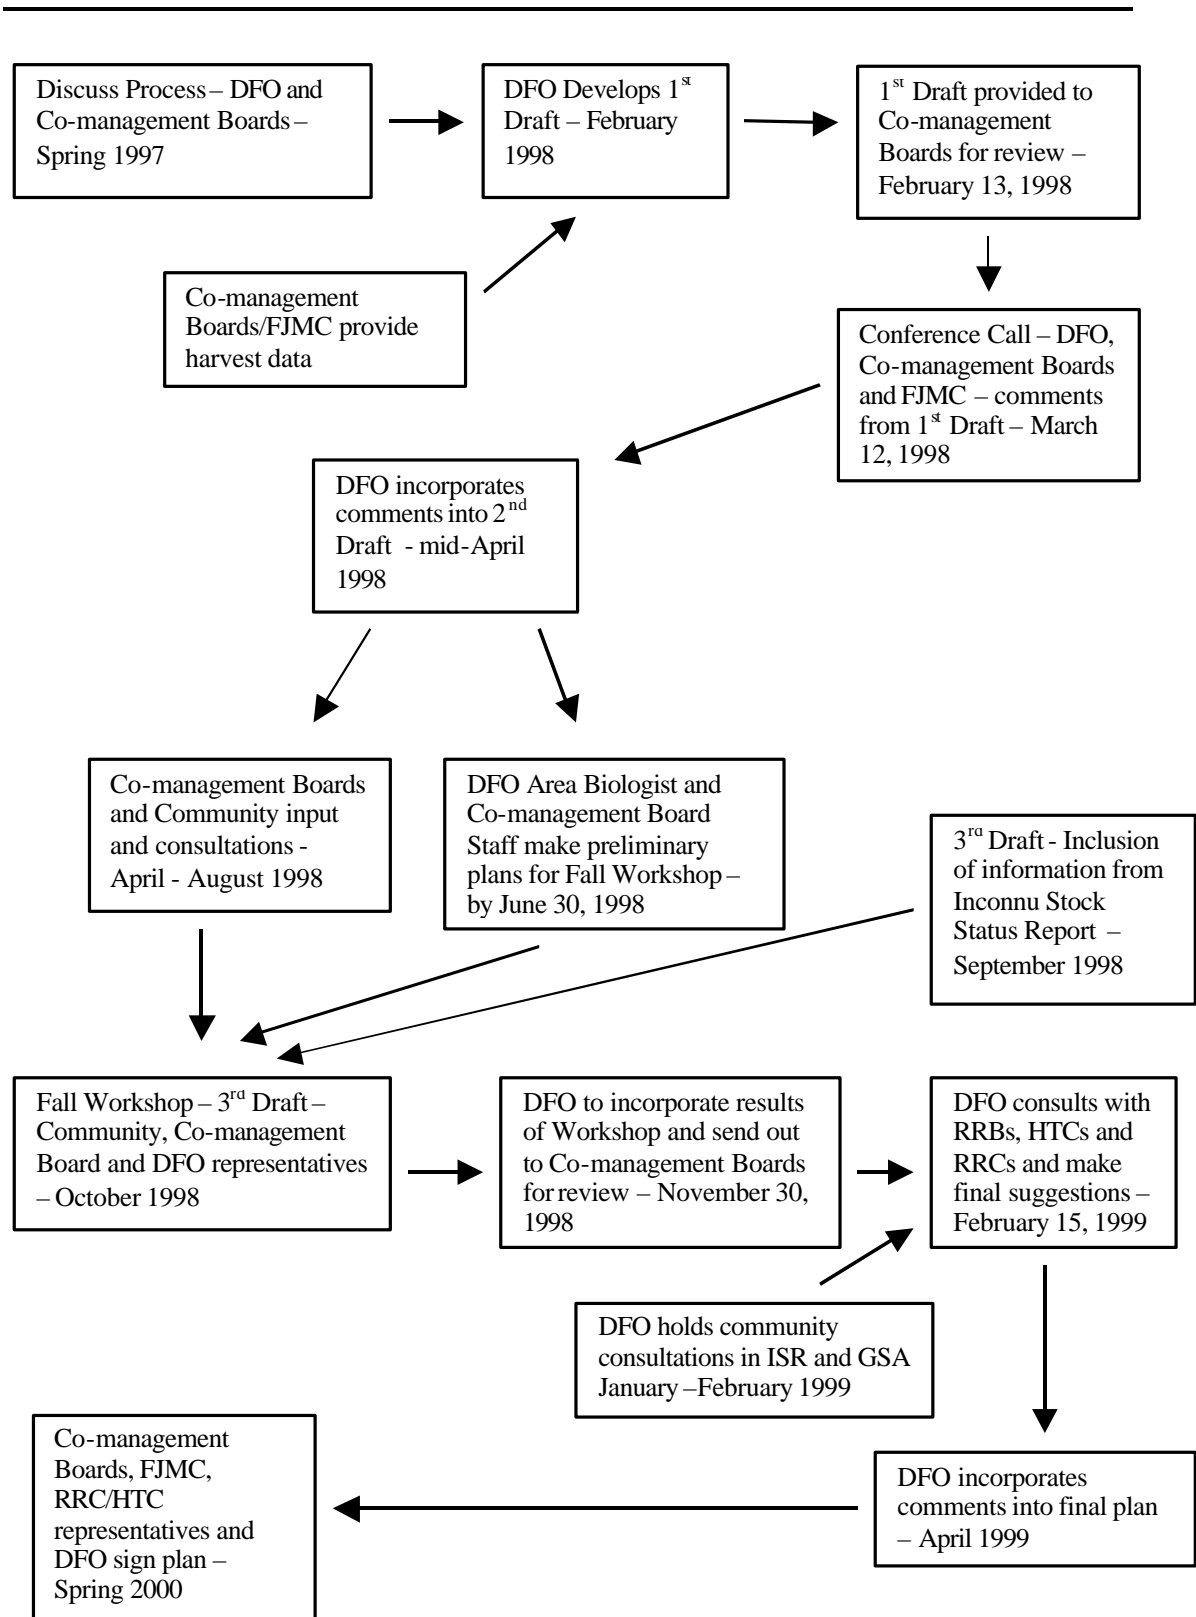 Discuss Process – DFO and
Co-management Boards –
Spring 1997
DFO Develops 1st
Draft – February
1998
1st Draft provided to
Co-management
Boards for review –
February 13, 1998
Co-management
Boards/FJMC provide
harvest data
Conference Call – DFO,
Co-management Boards
and FJMC – comments
from 1st Draft – March
12, 1998
DFO incorporates
comments into 2nd
Draft - mid-April
1998
Co-management Boards
and Community input
and consultations -
April - August 1998
DFO Area Biologist and
Co-management Board
Staff make preliminary
plans for Fall Workshop –
by June 30, 1998
3rd Draft - Inclusion
of information from
Inconnu Stock
Status Report –
September 1998
Fall Workshop – 3rd Draft –
Community, Co-management
Board and DFO representatives
– October 1998
DFO to incorporate results
of Workshop and send out
to Co-management Boards
for review – November 30,
1998
DFO consults with
RRBs, HTCs and
RRCs and make
final suggestions –
February 15, 1999
DFO holds community
consultations in ISR and GSA
January –February 1999
DFO incorporates
comments into final plan
– April 1999
Co-management
Boards, FJMC,
RRC/HTC
representatives and
DFO sign plan –
Spring 2000